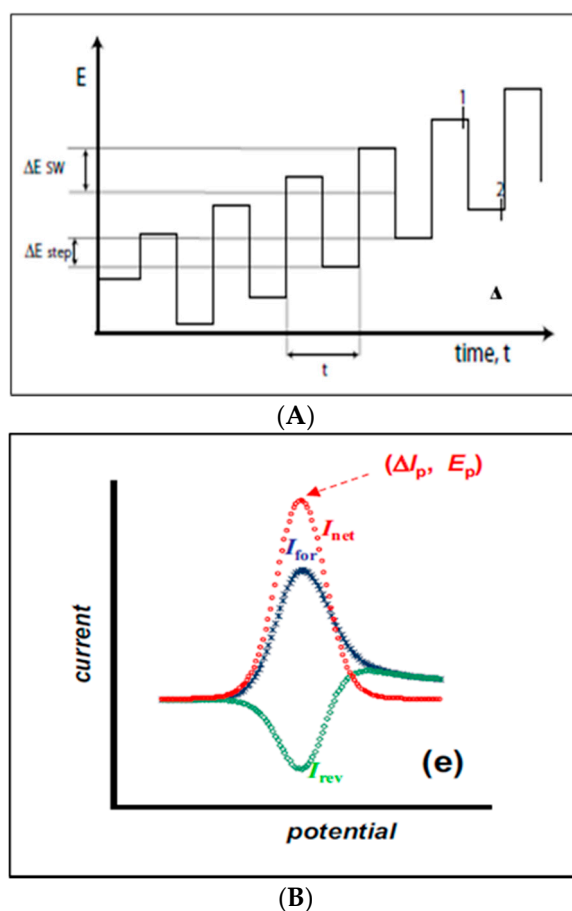 E
1
ΔE SW
2
ΔE step
Δ
time, t
t
(A)
(ΔIp, Ep)
Inet
Ifor
current
Irev
(e)
potential
(B)